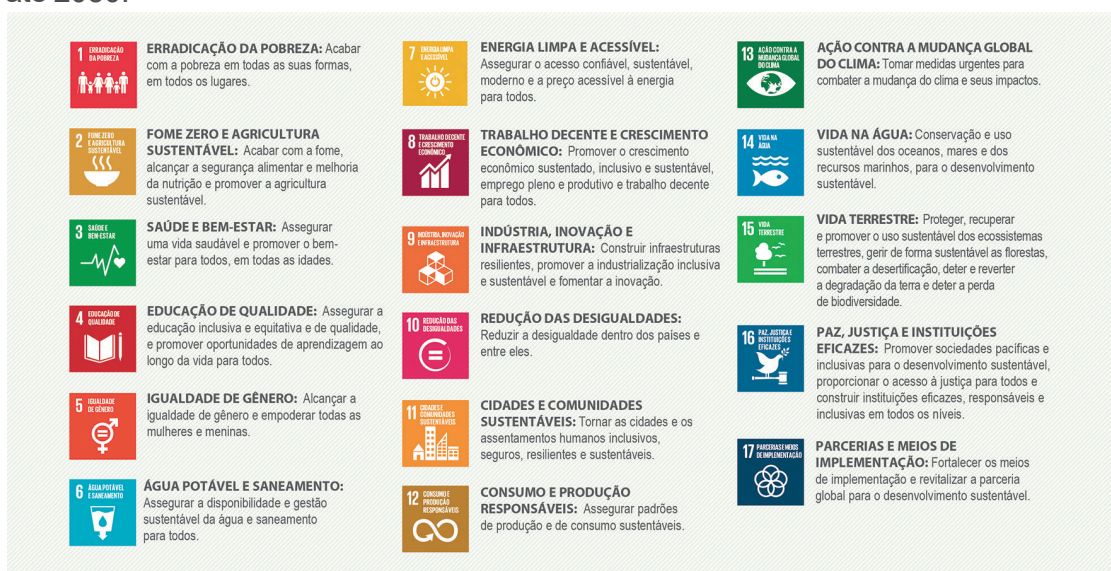 1 ERRADICAÇÃO
DA POBREZA
ERRADICAÇÃO DA POBREZA: Acabar
com a pobreza em todas as suas formas,
em todos os lugares.
2 FOME ZERO
E AGRICULTURA
SUSTENTÁVEL
FOME ZERO E AGRICULTURA
SUSTENTÁVEL: Acabar com a fome,
alcançar a segurança alimentar e melhoria
da nutrição e promover a agricultura
sustentável.
3 SAÚDE E
BEM-ESTAR
SAÚDE E BEM-ESTAR: Assegurar
uma vida saudável e promover o bem-
estar para todos, em todas as idades.
4 EDUCAÇÃO DE
QUALIDADE
EDUCAÇÃO DE QUALIDADE: Assegurar a
educação inclusiva e equitativa e de qualidade,
e promover oportunidades de aprendizagem ao
longo da vida para todos.
5 IGUALDADE
DE GÊNERO
IGUALDADE DE GÊNERO: Alcançar a
igualdade de gênero e empoderar todas as
mulheres e meninas.
6 ÁGUA POTÁVEL
E SANEAMENTO
ÁGUA POTÁVEL E SANEAMENTO:
Assegurar a disponibilidade e gestão
sustentável da água e saneamento
para todos.
7 ENERGIA LIMPA
E ACESSÍVEL
ENERGIA LIMPA E ACESSÍVEL:
Assegurar o acesso confiável, sustentável,
moderno e a preço acessível à energia
para todos.
8 TRABALHO DECENTE
E CRESCIMENTO
ECONÔMICO
TRABALHO DECENTE E CRESCIMENTO
ECONÔMICO: Promover o crescimento
econômico sustentado, inclusivo e sustentável,
emprego pleno e produtivo e trabalho decente
para todos.
9 INDÚSTRIA, INOVAÇÃO
E INFRAESTRUTURA
INDÚSTRIA, INOVAÇÃO E
INFRAESTRUTURA: Construir infraestruturas
resilientes, promover a industrialização inclusiva
e sustentável e fomentar a inovação.
10 REDUÇÃO DAS
DESIGUALDADES
REDUÇÃO DAS DESIGUALDADES:
Reduzir a desigualdade dentro dos países e
entre eles.
11 CIDADES E
COMUNIDADES
SUSTENTÁVEIS
CIDADES E COMUNIDADES
SUSTENTÁVEIS: Tornar as cidades e os
assentamentos humanos inclusivos,
seguros, resilientes e sustentáveis.
12 CONSUMO E
PRODUÇÃO
RESPONSÁVEIS
CONSUMO E PRODUÇÃO
RESPONSÁVEIS: Assegurar padrões
de produção e de consumo sustentáveis.
13 AÇÃO CONTRA A
MUDANÇA GLOBAL
DO CLIMA
AÇÃO CONTRA A MUDANÇA GLOBAL
DO CLIMA: Tomar medidas urgentes para
combater a mudança do clima e seus impactos.
14 VIDA NA
ÁGUA
VIDA NA ÁGUA: Conservação e uso
sustentável dos oceanos, mares e dos
recursos marinhos, para o desenvolvimento
sustentável.
15 VIDA
TERRESTRE
VIDA TERRESTRE: Proteger, recuperar
e promover o uso sustentável dos ecossistemas
terrestres, gerir de forma sustentável as florestas,
combater a desertificação, deter e reverter
a degradação da terra e deter a perda
de biodiversidade.
16 PAZ, JUSTIÇA E
INSTITUIÇÕES
EFICAZES
PAZ, JUSTIÇA E INSTITUIÇÕES
EFICAZES: Promover sociedades pacíficas e
inclusivas para o desenvolvimento sustentável,
proporcionar o acesso à justiça para todos e
construir instituições eficazes, responsáveis e
inclusivas em todos os níveis.
17 PARCERIAS E MEIOS
DE IMPLEMENTAÇÃO
PARCERIAS E MEIOS DE
IMPLEMENTAÇÃO: Fortalecer os meios
de implementação e revitalizar a parceria
global para o desenvolvimento sustentável.